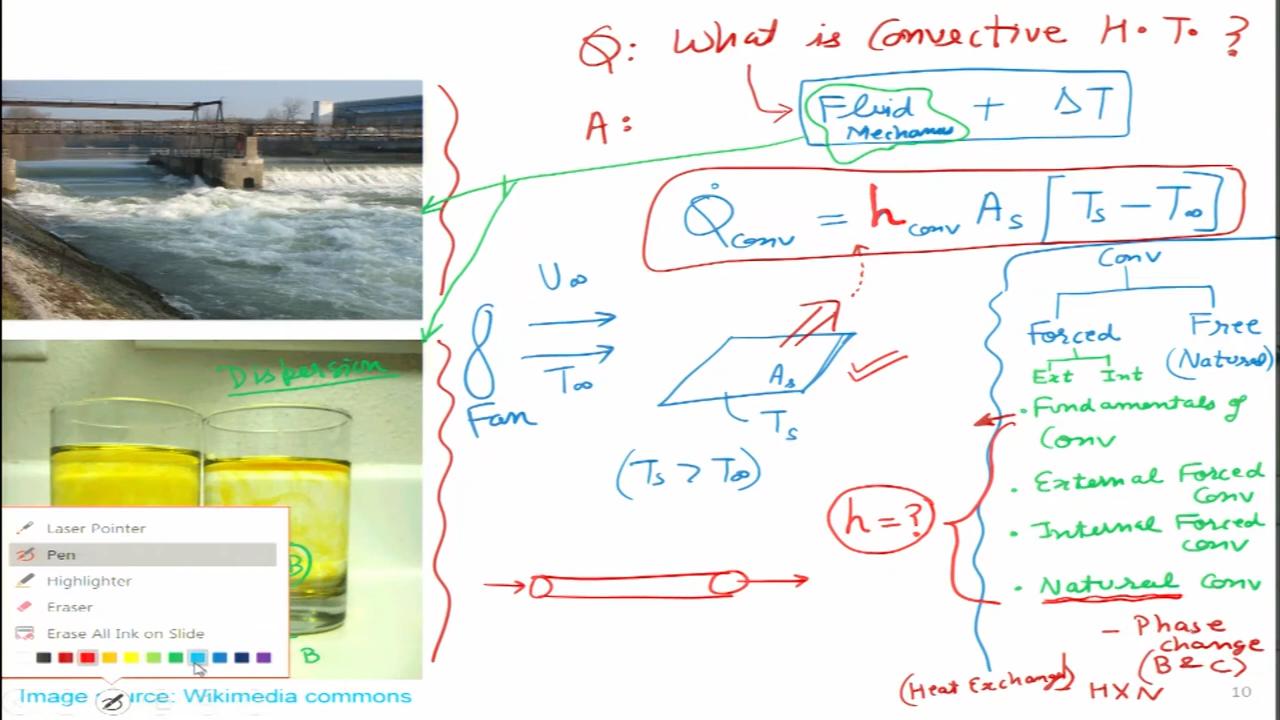 Q: What is Convective H.T. ?
A: Fluid Mechanics + ΔT
Q̇conv = hconv As [Ts - T∞]
Conv
Forced
Free (Natural)
Ext Int
· Fundamentals of
Conv
· External Forced
Conv
· Internal Forced
Conv
· Natural Conv
- Phase
change
(B & C)
(Heat Exchanger)
HXN
U∞
T∞
Fan
As
Ts
(Ts > T∞)
h = ?
Dispersion
B
B
Laser Pointer
Pen
Highlighter
Eraser
Erase All Ink on Slide
Image source: Wikimedia commons
10